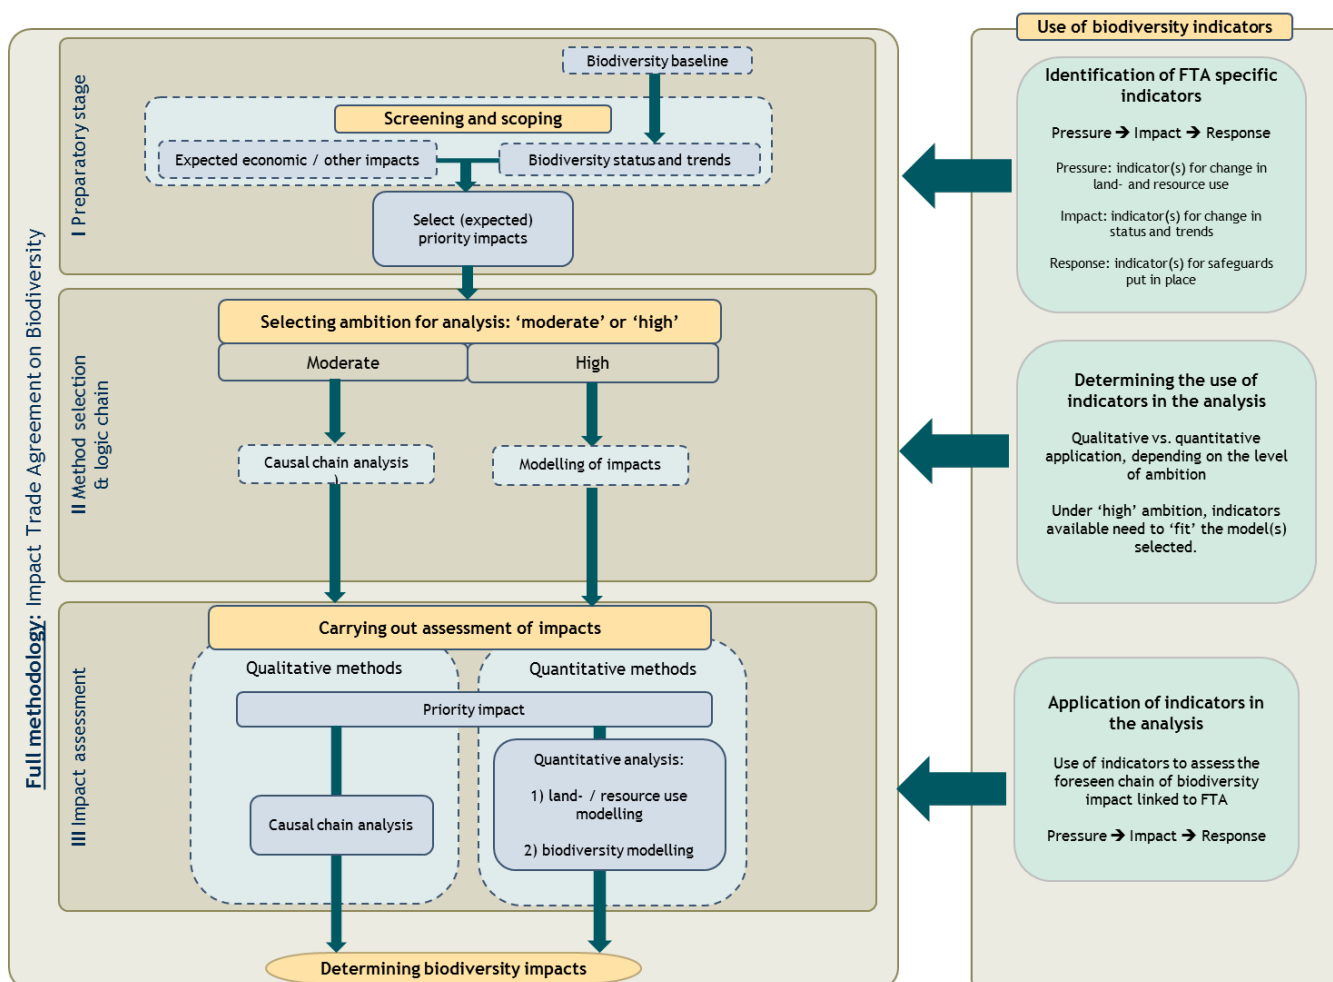 Full methodology: Impact Trade Agreement on Biodiversity
I Preparatory stage
Biodiversity baseline
Screening and scoping
Expected economic / other impacts
Biodiversity status and trends
Select (expected)
priority impacts
II Method selection
& logic chain
Selecting ambition for analysis: ‘moderate’ or ‘high’
Moderate
High
Causal chain analysis
)
Modelling of impacts
III Impact assessment
Carrying out assessment of impacts
Qualitative methods
Quantitative methods
Priority impact
Causal chain analysis
Quantitative analysis:
1) land- / resource use
modelling
2) biodiversity modelling
Determining biodiversity impacts
Use of biodiversity indicators
Identification of FTA specific
indicators
Pressure ➔ Impact ➔ Response
Pressure: indicator(s) for change in
land- and resource use
Impact: indicator(s) for change in
status and trends
Response: indicator(s) for safeguards
put in place
Determining the use of
indicators in the analysis
Qualitative vs. quantitative
application, depending on the level
of ambition
Under ‘high’ ambition, indicators
available need to ‘fit’ the model(s)
selected.
Application of indicators in
the analysis
Use of indicators to assess the
foreseen chain of biodiversity
impact linked to FTA
Pressure ➔ Impact ➔ Response